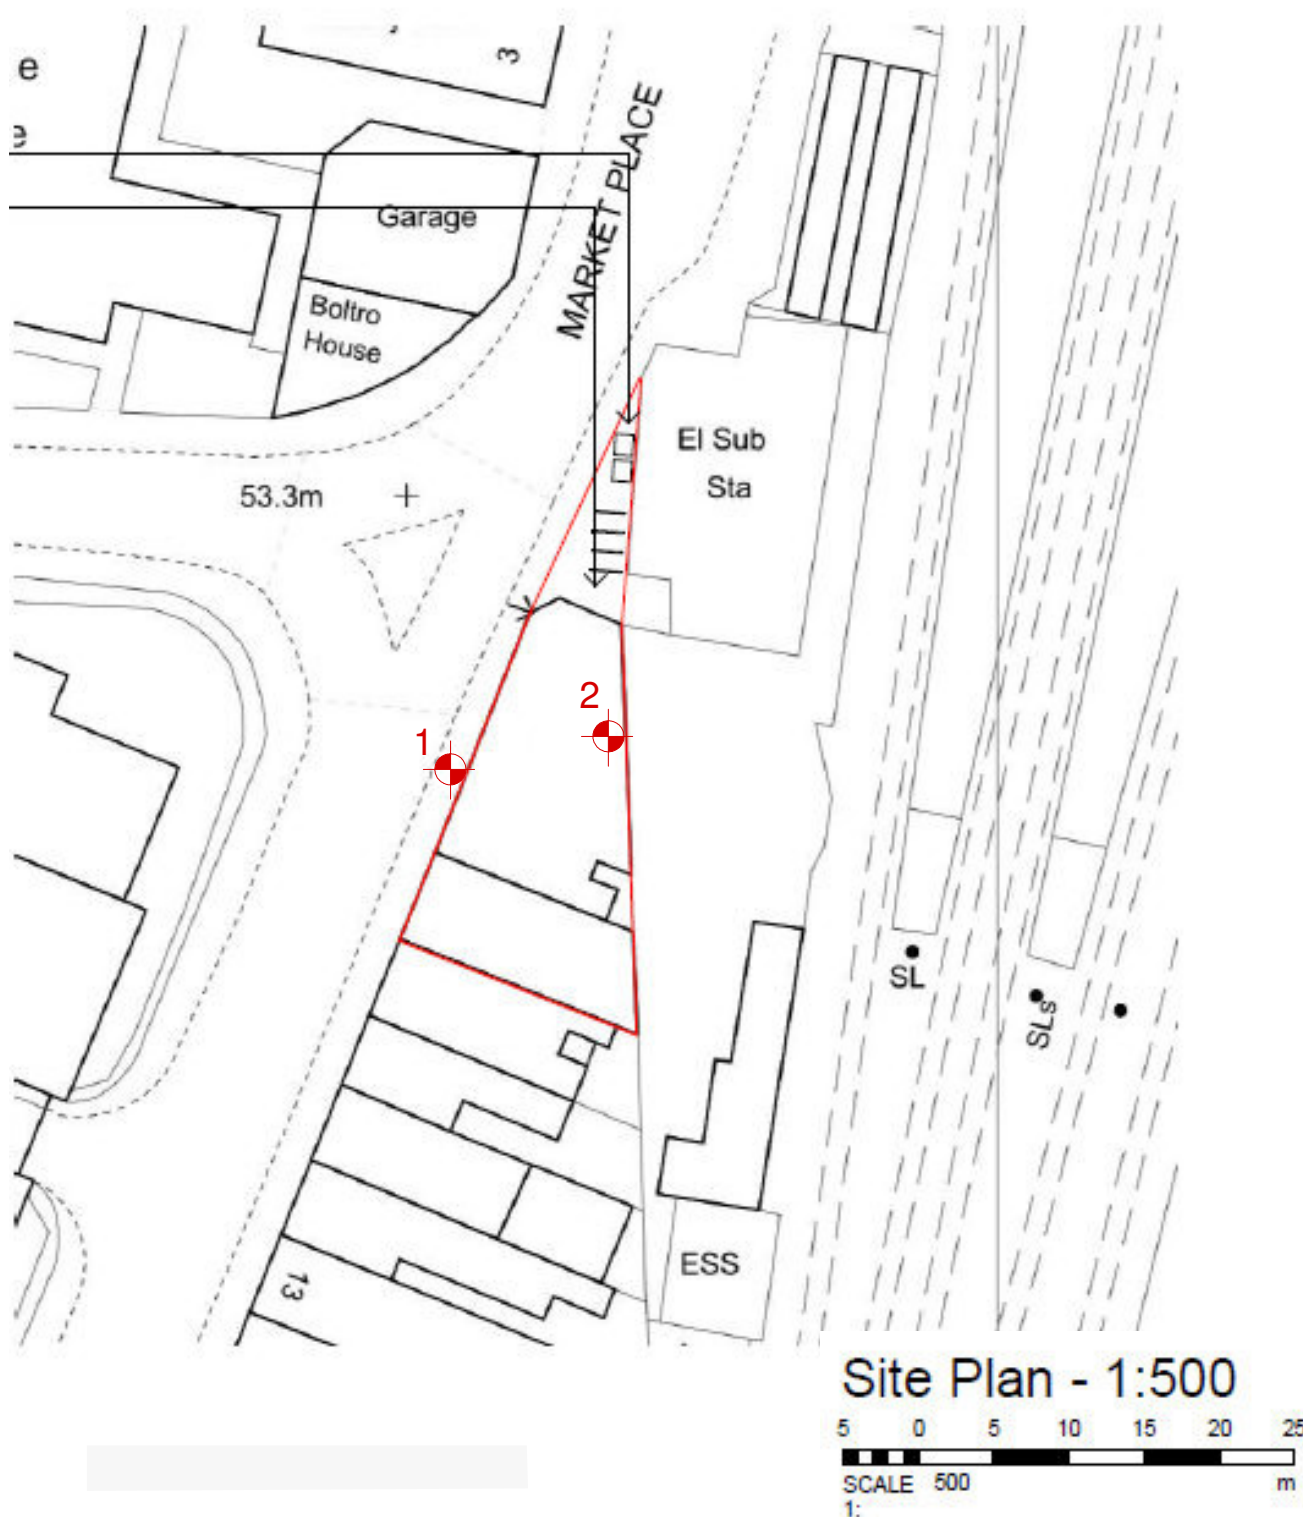 e
3
MARKET PLACE
Garage
Boltro
House
El Sub
Sta
53.3m
2
1
SL
SLs
ESS
13
Site Plan - 1:500
5 0 5 10 15 20 25
SCALE 500 m
1: